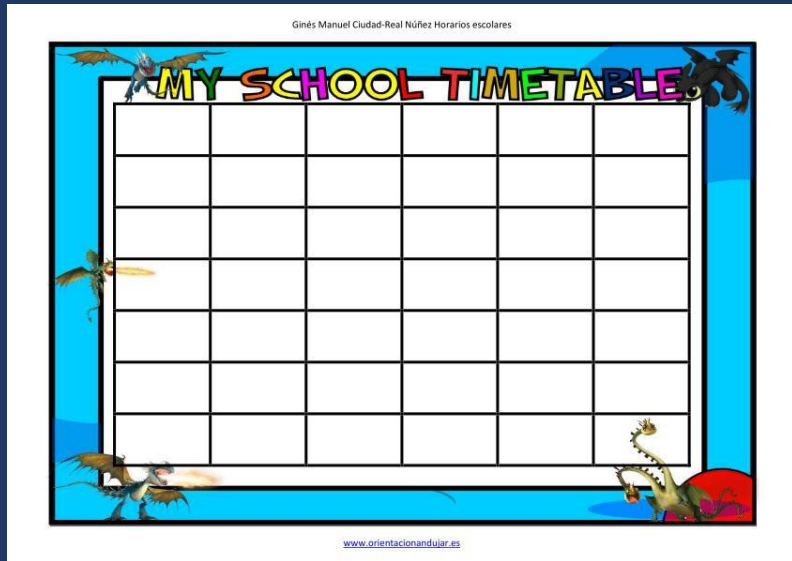 Ginés Manuel Ciudad-Real Núñez Horarios escolares
MY SCHOOL TIMETABLE
www.orientacionandujar.es